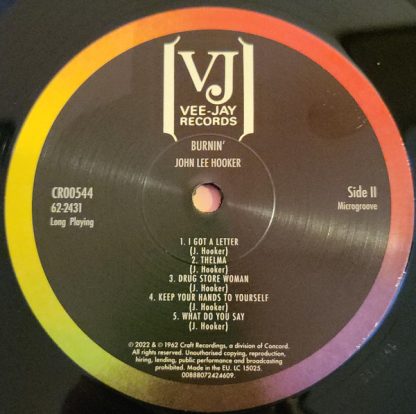 VJ
VEE-JAY
RECORDS
BURNIN'
JOHN LEE HOOKER
CR00544
62-2431
Long Playing
Side II
Microgroove
1. I GOT A LETTER
(J. Hooker)
2. THELMA
(J. Hooker)
3. DRUG STORE WOMAN
(J. Hooker)
4. KEEP YOUR HANDS TO YOURSELF
(J. Hooker)
5. WHAT DO YOU SAY
(J. Hooker)
℗ 2022 & © 1962 Craft Recordings, a division of Concord.
All rights reserved. Unauthorised copying, reproduction,
hiring, lending, public performance and broadcasting
prohibited. Made in the EU. LC 15025.
00888072424609.